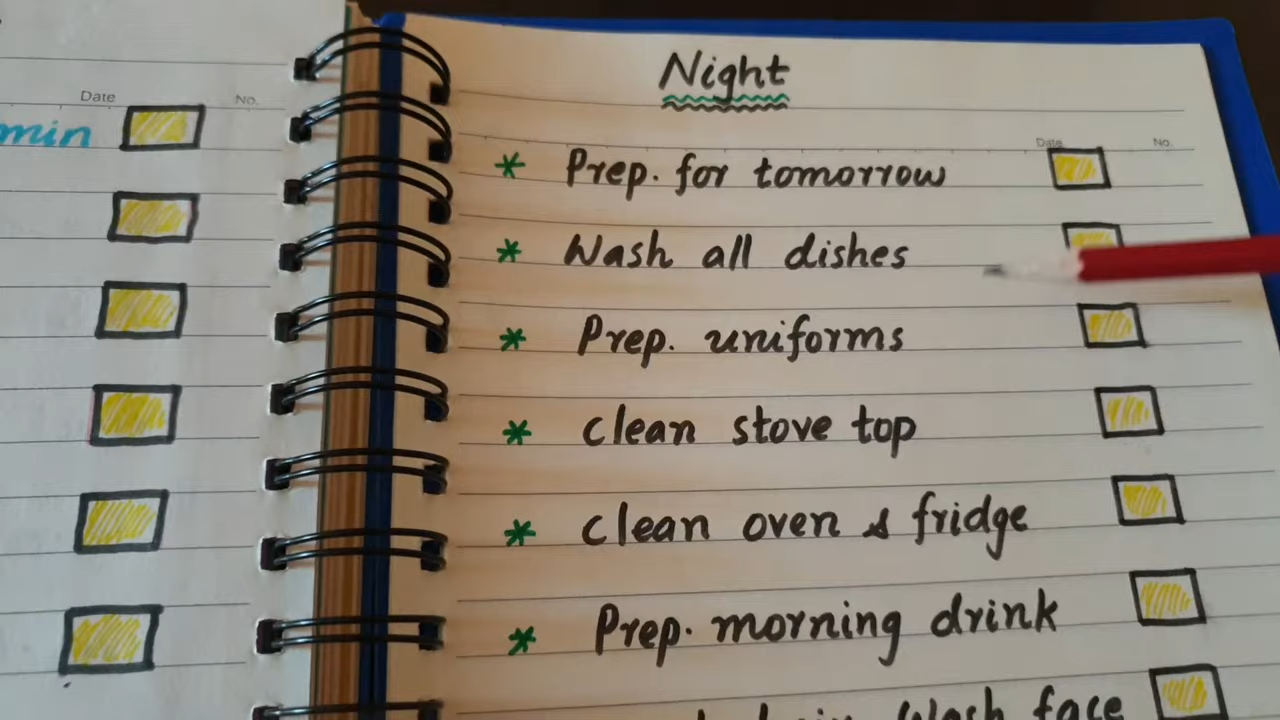 Date No.
min
Night
Date No.
* Prep. for tomorrow
* Wash all dishes
* Prep. uniforms
* Clean stove top
* Clean oven & fridge
* Prep. morning drink
Wash face